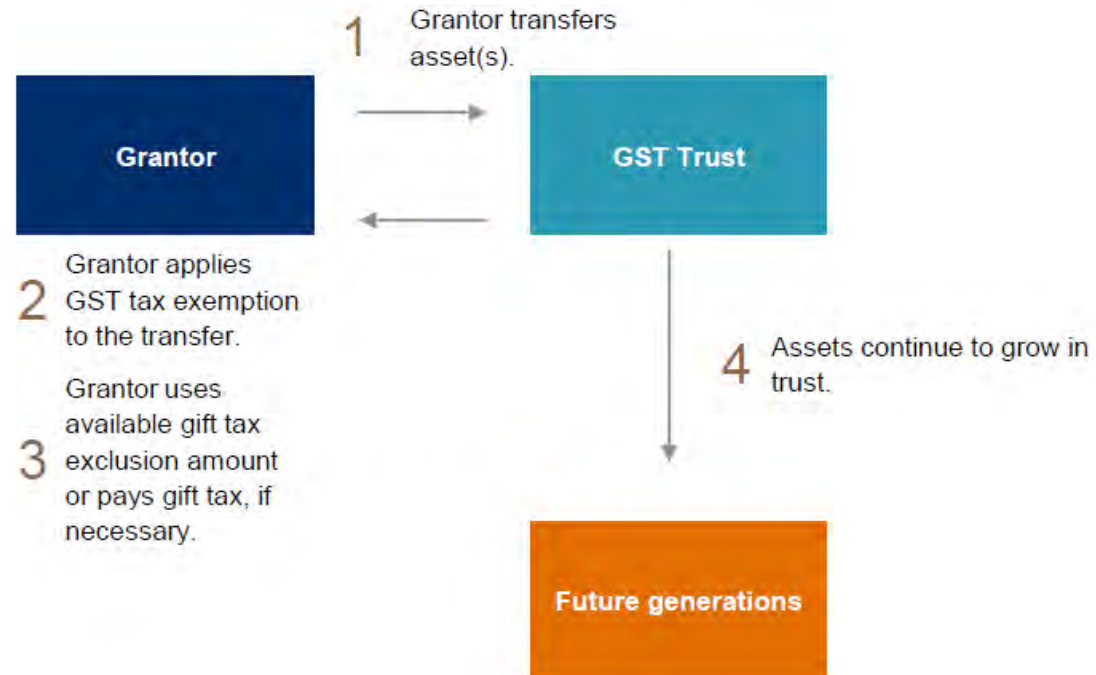 1
Grantor transfers
asset(s).
Grantor
GST Trust
2
Grantor applies
GST tax exemption
to the transfer.
3
Grantor uses
available gift tax
exclusion amount
or pays gift tax, if
necessary.
4
Assets continue to grow in
trust.
Future generations